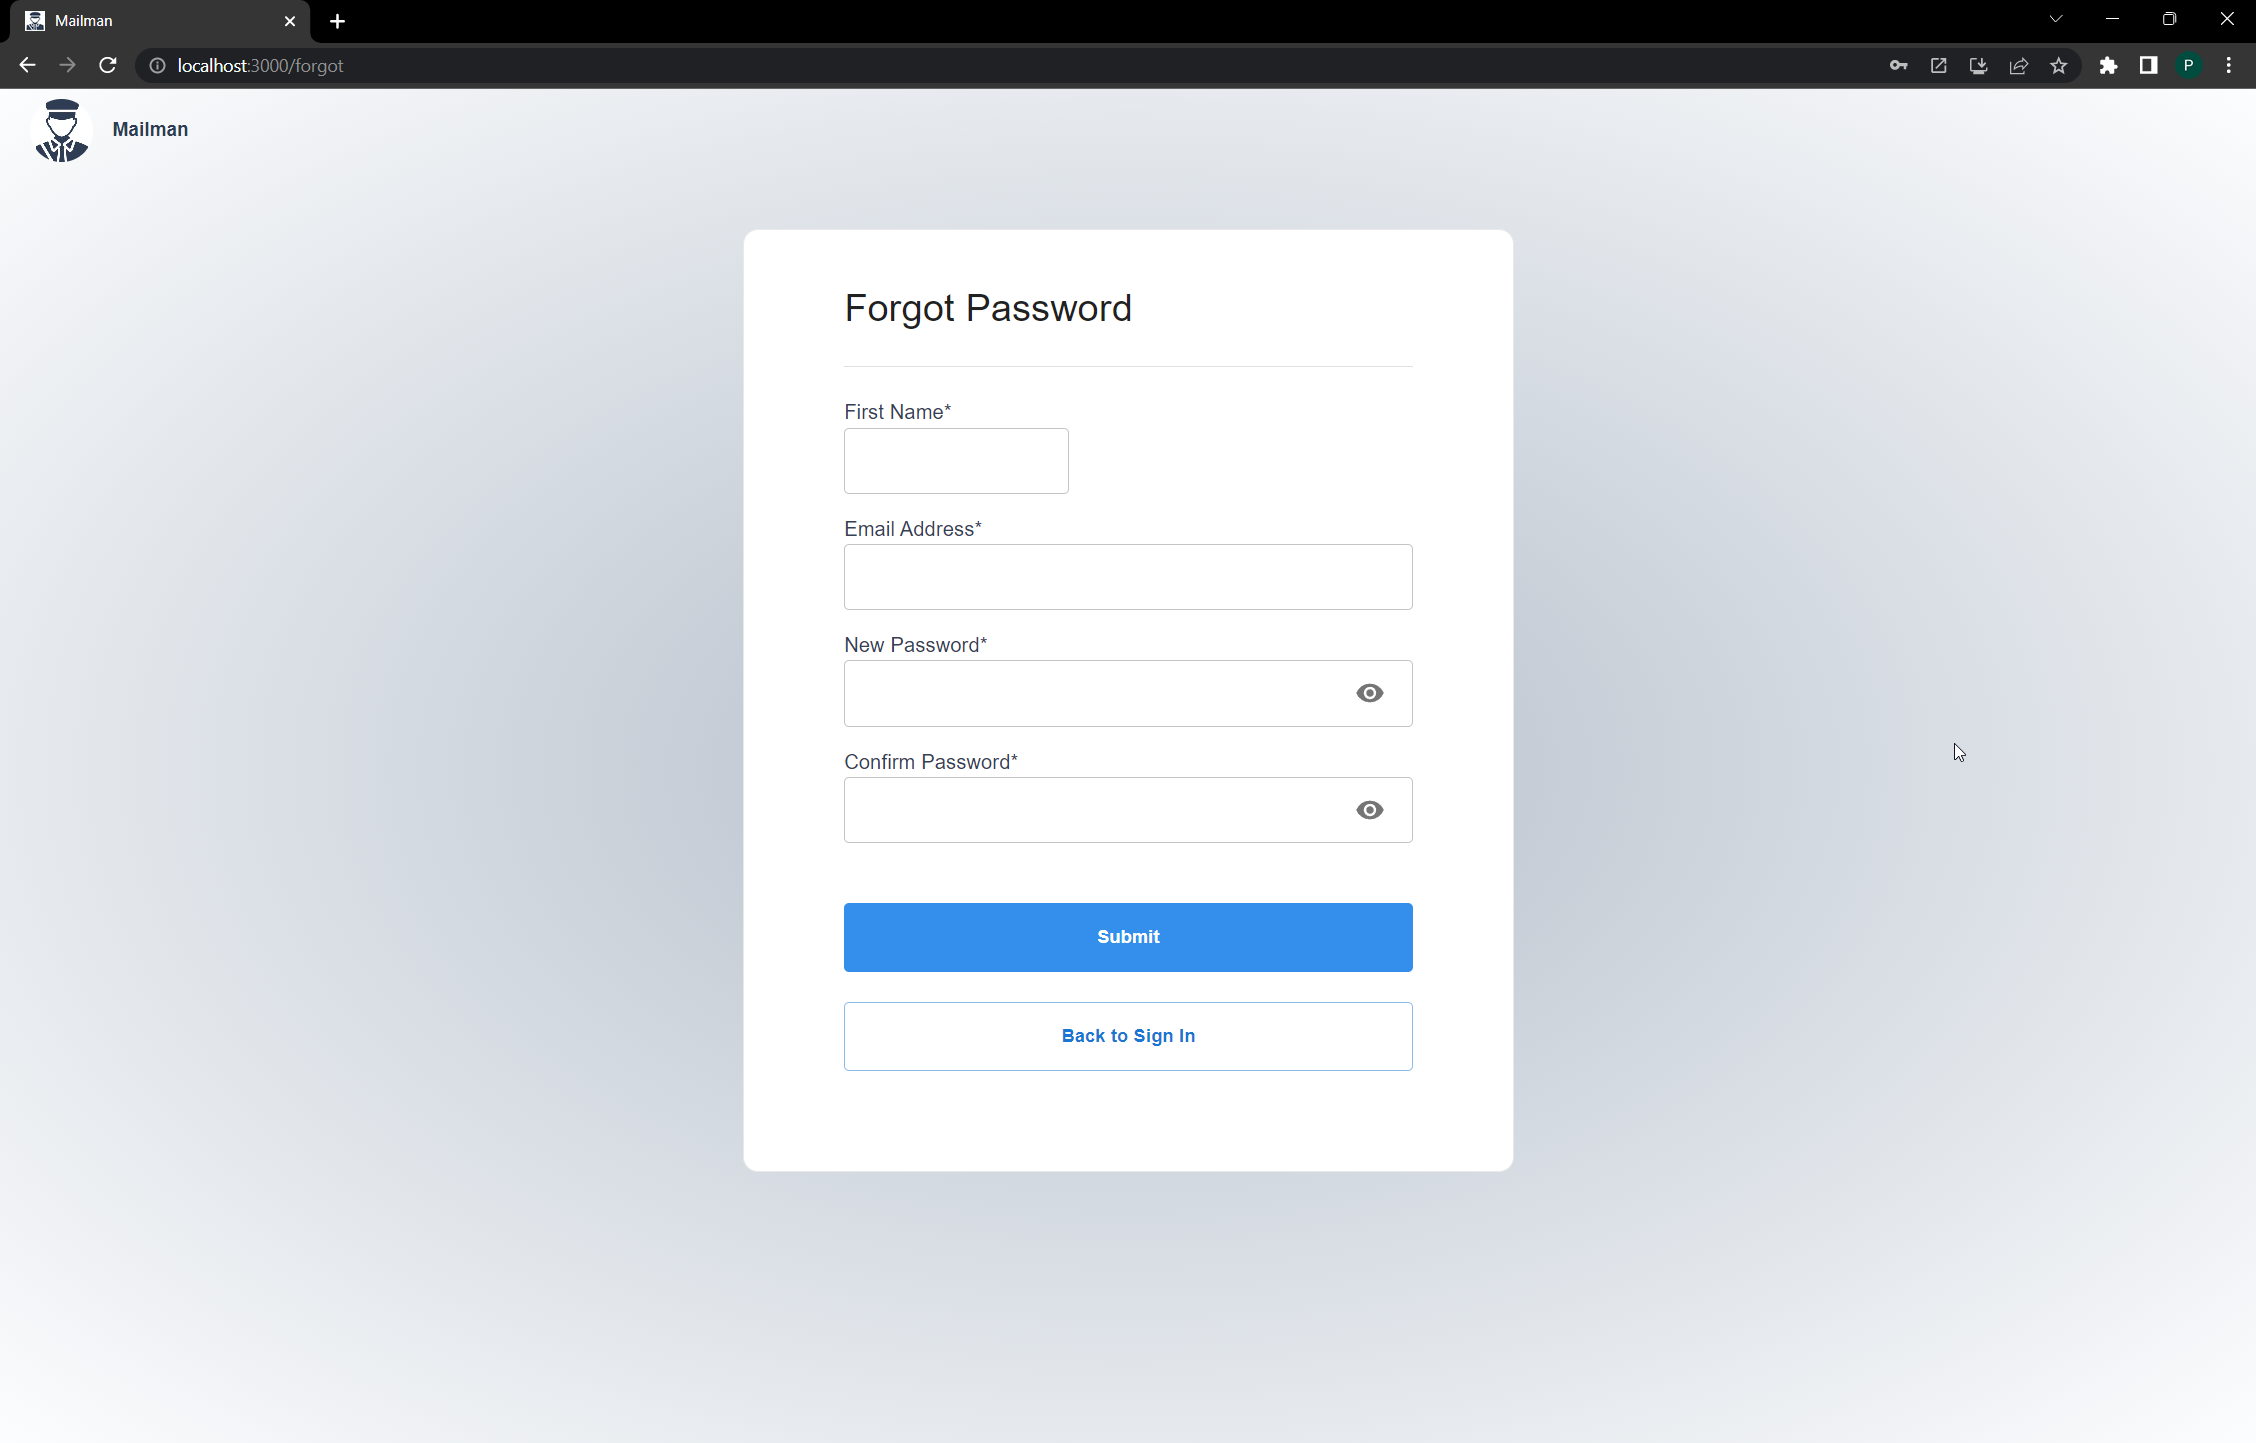 Mailman
localhost:3000/forgot
P
Mailman
Forgot Password
First Name*
Email Address*
New Password*
Confirm Password*
Submit
Back to Sign In